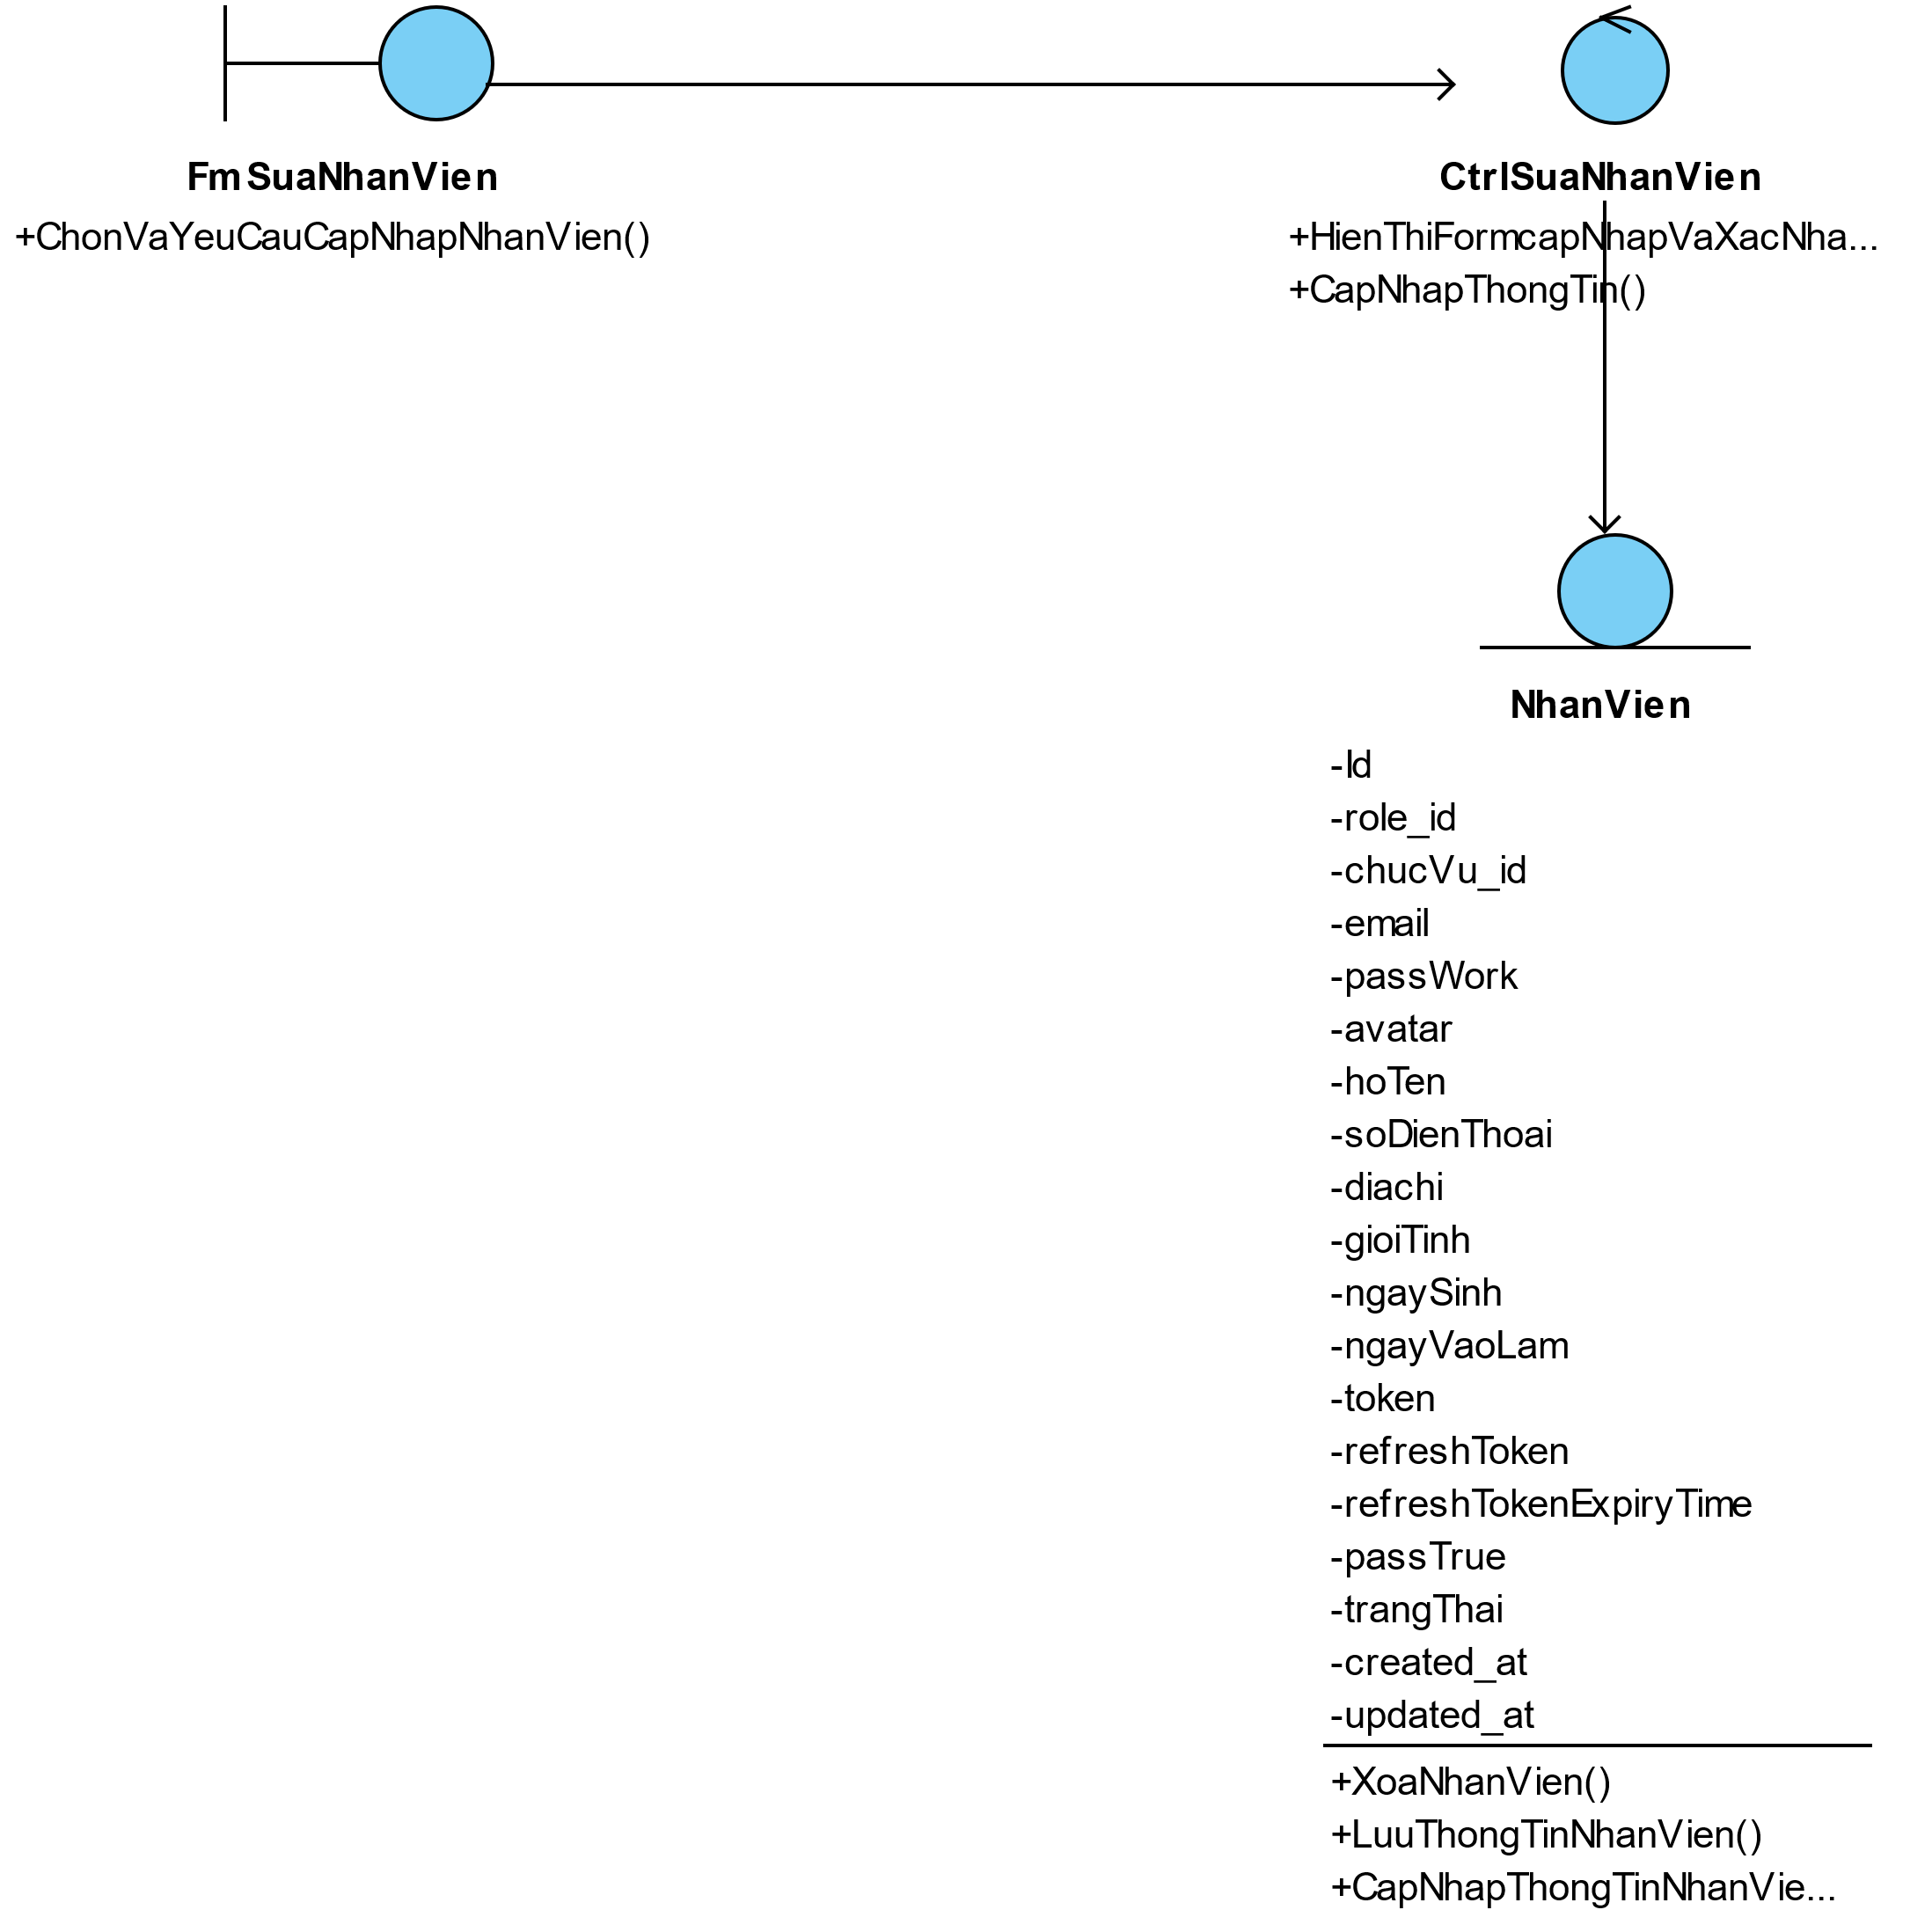 FmSuaNhanVien
+ChonVaYeuCauCapNhapNhanVien()
CtrlSuaNhanVien
+HienThiFormcapNhapVaXacNha...
+CapNhapThongTin()
NhanVien
-Id
-role_id
-chucVu_id
-email
-passWork
-avatar
-hoTen
-soDienThoai
-diachi
-gioiTinh
-ngaySinh
-ngayVaoLam
-token
-refreshToken
-refreshTokenExpiryTime
-passTrue
-trangThai
-created_at
-updated_at
+XoaNhanVien()
+LuuThongTinNhanVien()
+CapNhapThongTinNhanVie...